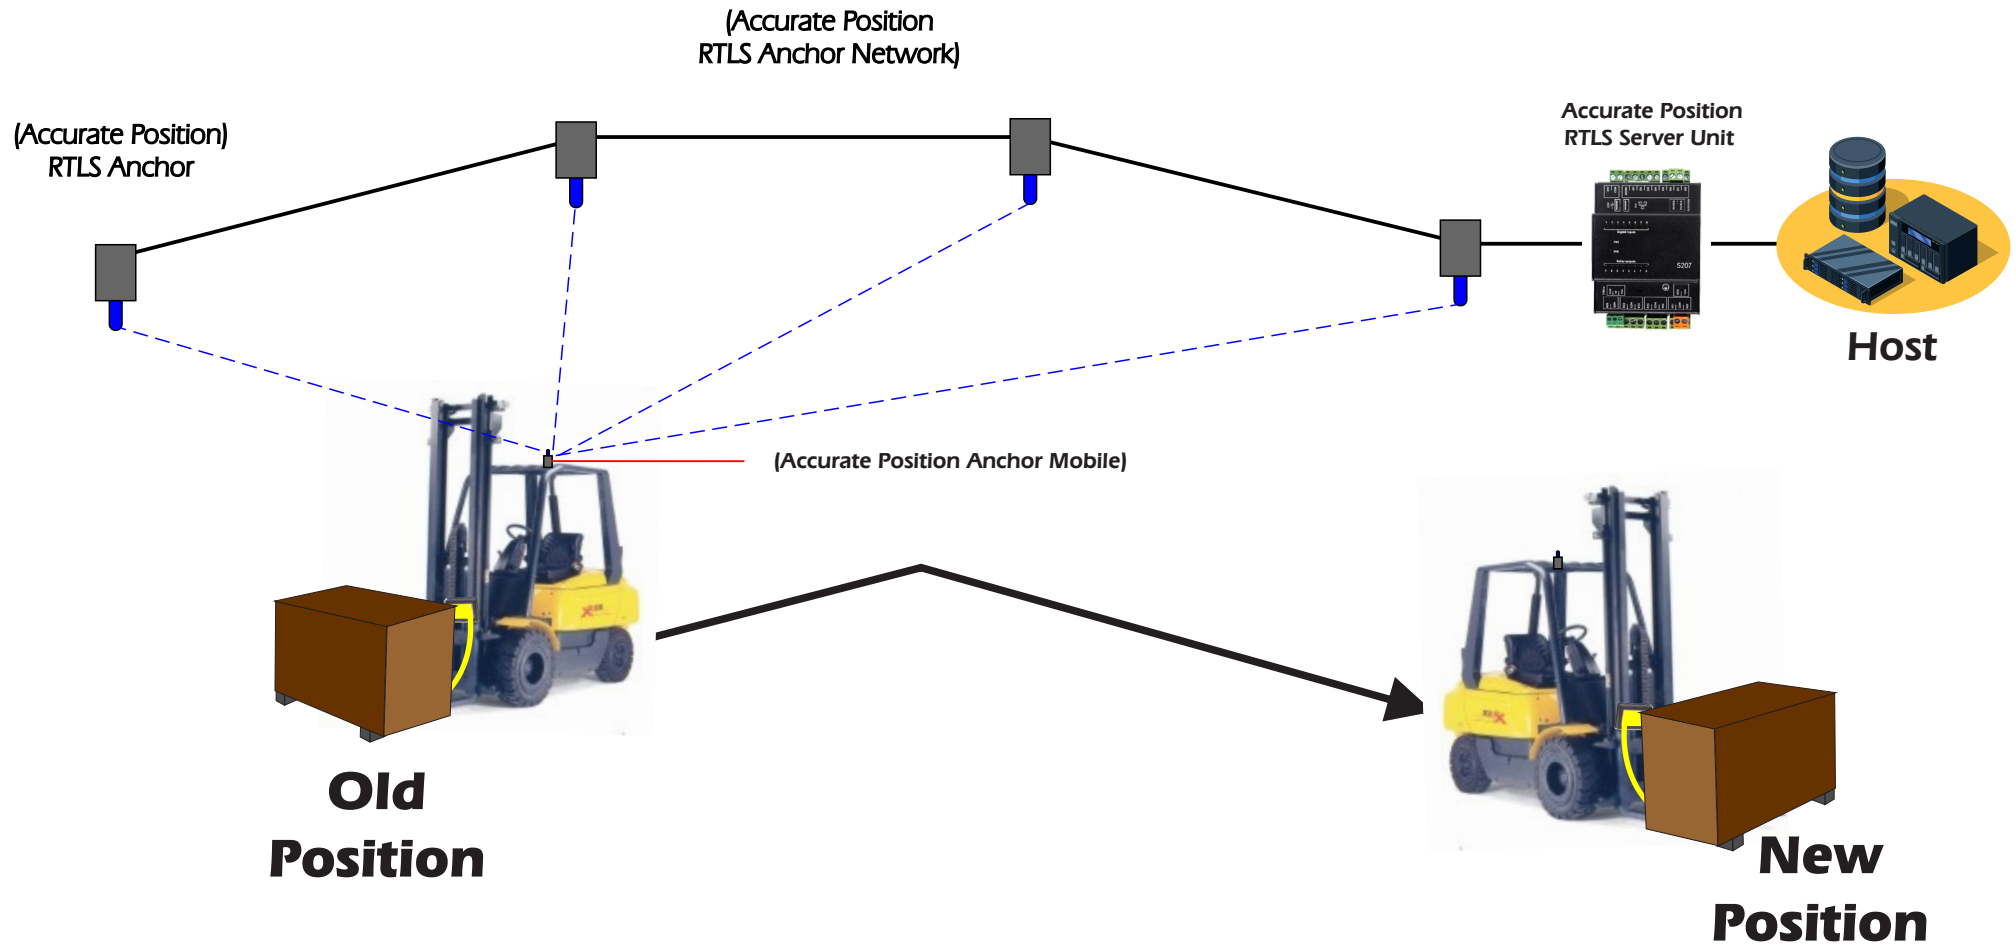 (Accurate Position
RTLS Anchor Network)
(Accurate Position)
RTLS Anchor
Accurate Position
RTLS Server Unit
S207
Host
(Accurate Position Anchor Mobile)
Old
Position
New
Position